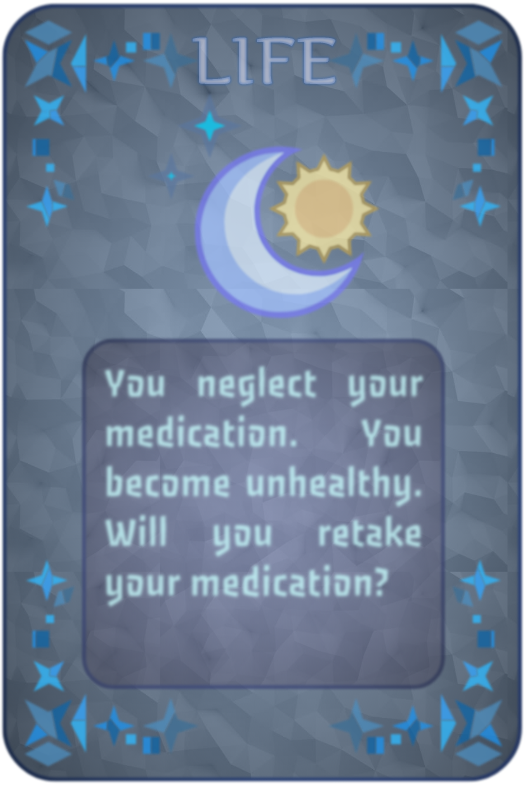 LIFE
You neglect your
medication. You
become unhealthy.
Will you retake
your medication?